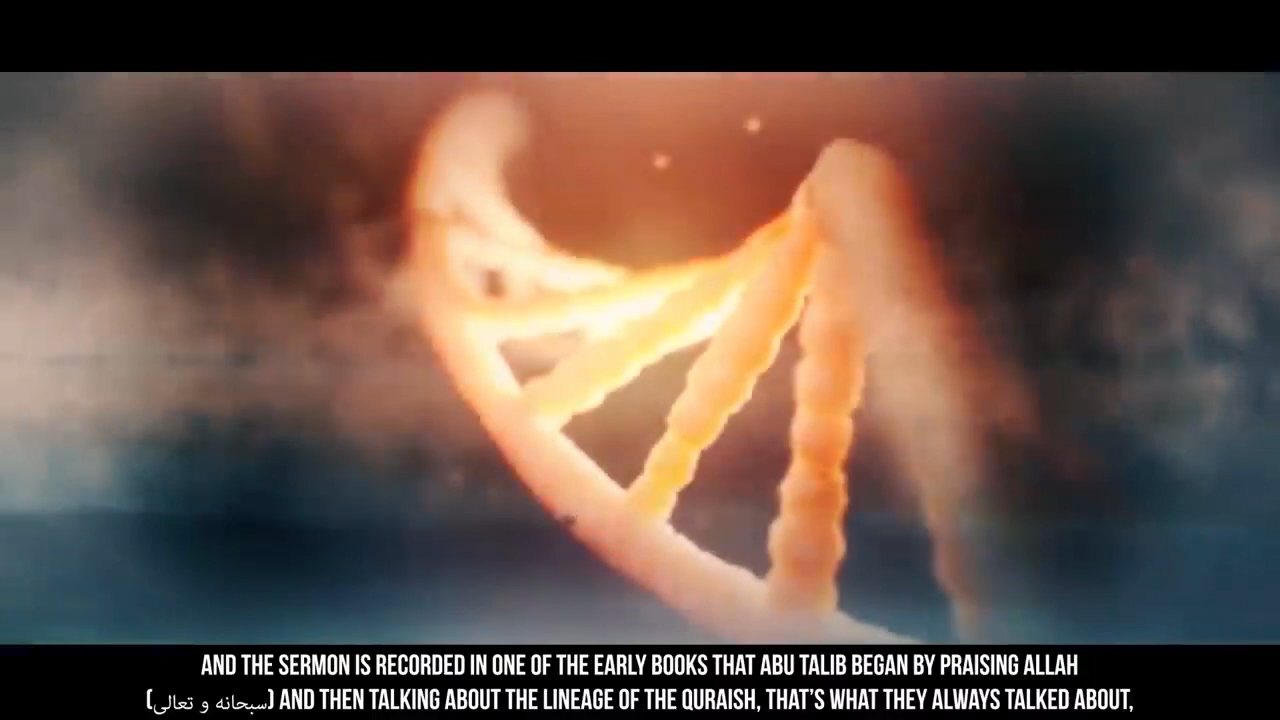 AND THE SERMON IS RECORDED IN ONE OF THE EARLY BOOKS THAT ABU TALIB BEGAN BY PRAISING ALLAH
(سبحانه و تعالى) AND THEN TALKING ABOUT THE LINEAGE OF THE QURAISH, THAT'S WHAT THEY ALWAYS TALKED ABOUT,